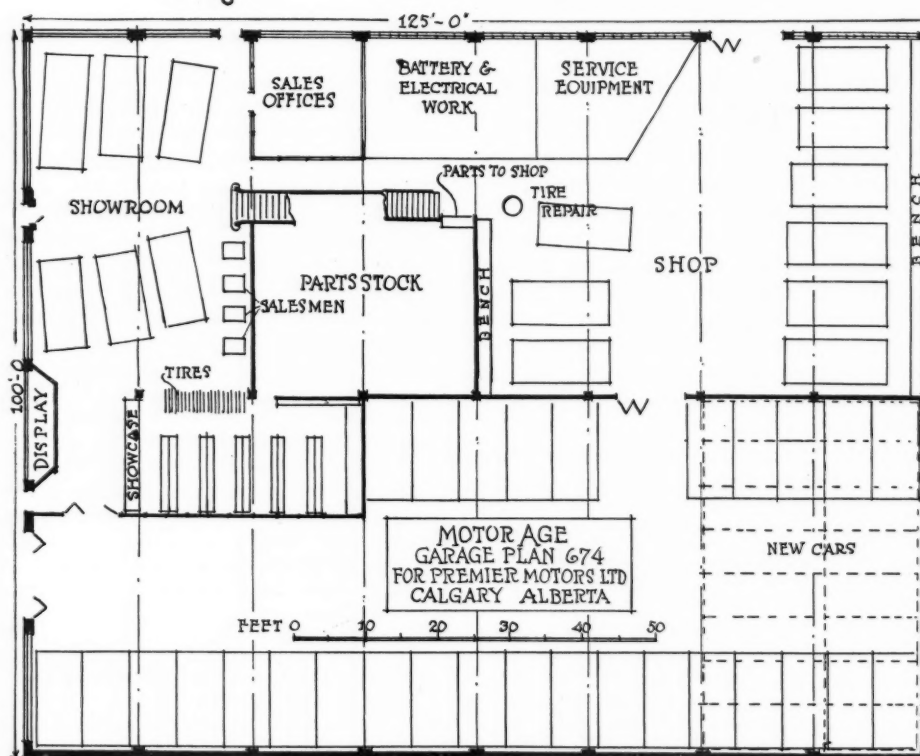 125'-0"
SALES
OFFICES
BATTERY &
ELECTRICAL
WORK
SERVICE
EQUIPMENT
PARTS TO SHOP
TIRE
REPAIR
SHOWROOM
BENCH
SHOP
PARTS STOCK
BENCH
SALESMEN
TIRES
100'-0
DISPLAY
SHOWCASE
MOTOR AGE
GARAGE PLAN 674
FOR PREMIER MOTORS LTD
CALGARY ALBERTA
NEW CARS
FEET 0 10 20 30 40 50